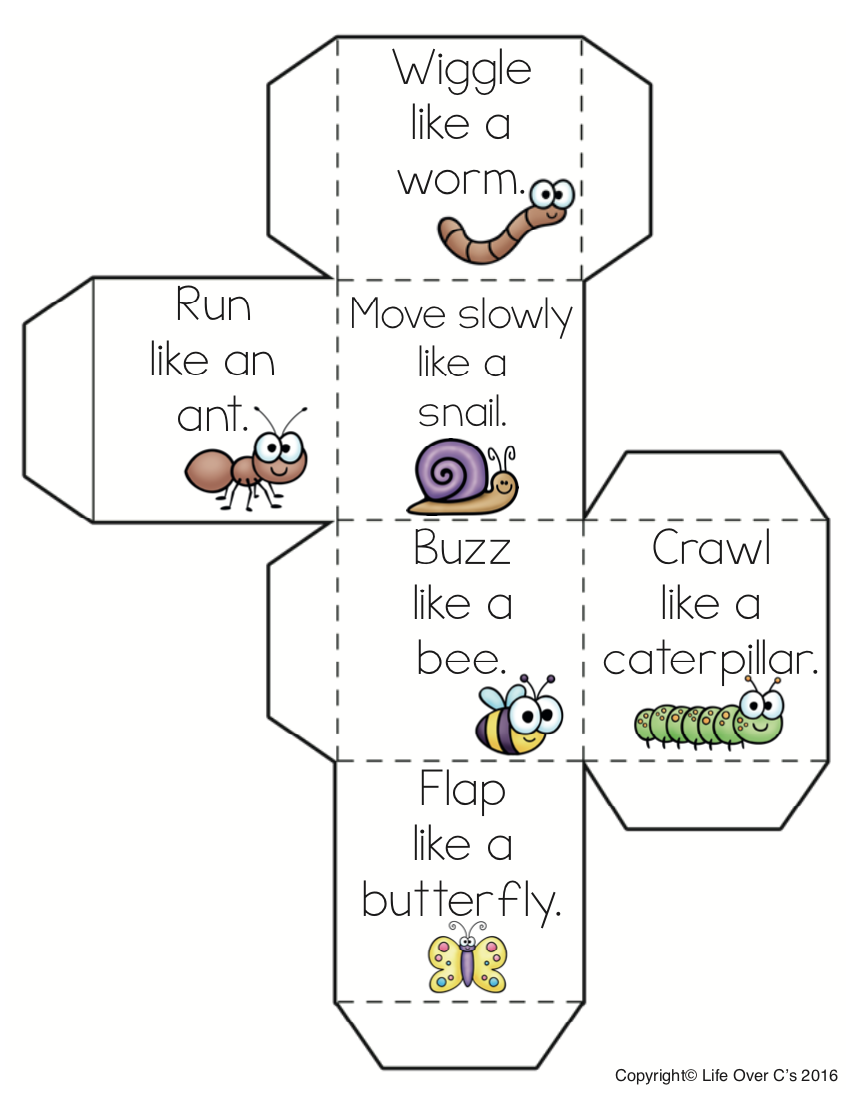 Wiggle
like a
worm.
Run
like an
ant.
Move slowly
like a
snail.
Buzz
like a
bee.
Crawl
like a
caterpillar.
Flap
like a
butterfly.
Copyright© Life Over C's 2016